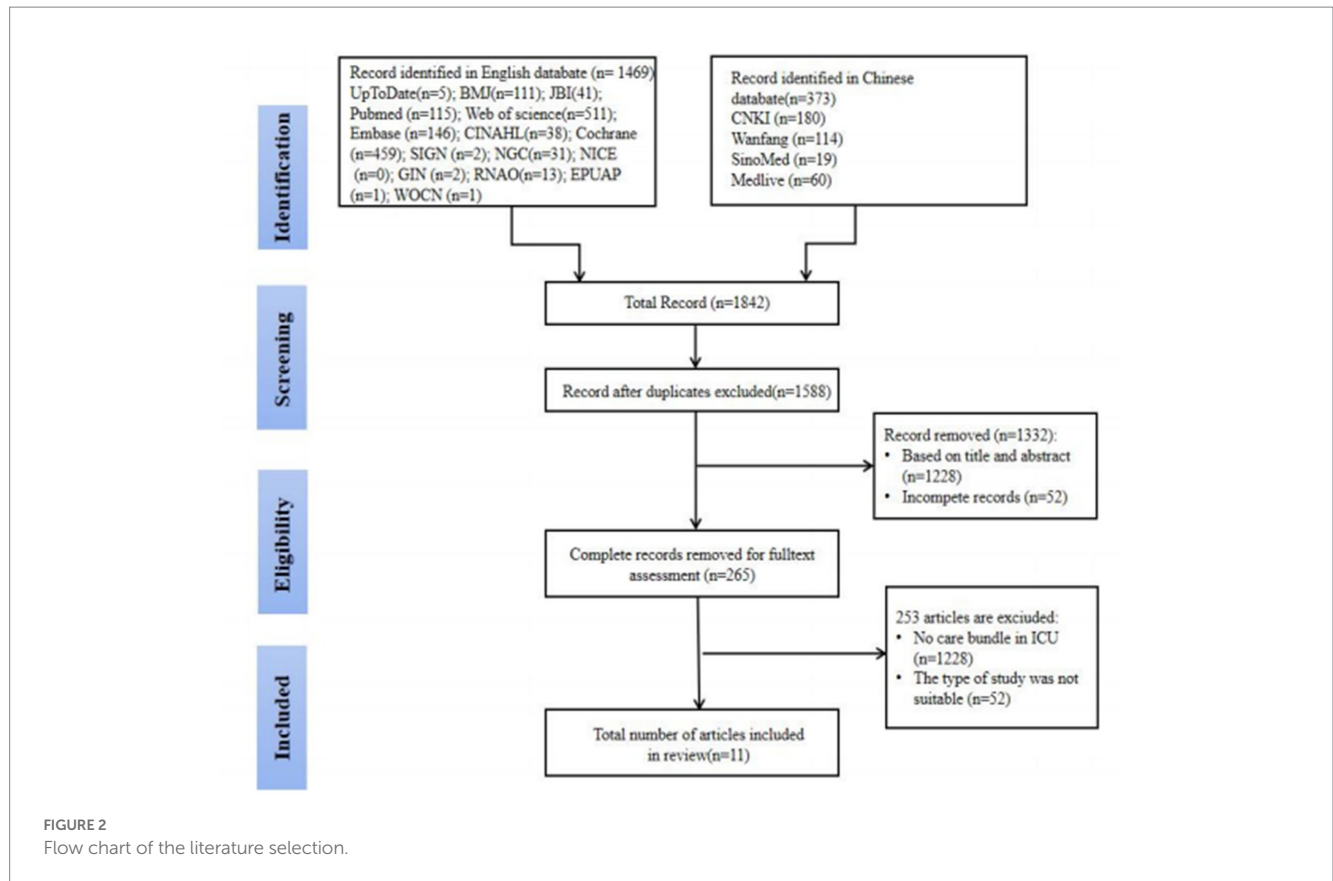 Identification
Record identified in English databate (n= 1469)
UpToDate(n=5); BMJ(n=111); JBI(41);
Pubmed (n=115); Web of science(n=511);
Embase (n=146); CINAHL(n=38); Cochrane
(n=459); SIGN (n=2); NGC(n=31); NICE
(n=0); GIN (n=2); RNAO(n=13); EPUAP
(n=1); WOCN (n=1)
Record identified in Chinese
databate(n=373)
CNKI (n=180)
Wanfang (n=114)
SinoMed (n=19)
Medlive (n=60)
Screening
Total Record (n=1842)
Record after duplicates excluded(n=1588)
Record removed (n=1332):
• Based on title and abstract
(n=1228)
• Incompete records (n=52)
Eligibility
Complete records removed for fulltext
assessment (n=265)
253 articles are exciuded:
• No care bundle in ICU
(n=1228)
• The type of study was not
suitable (n=52)
Included
Total number of articles included
in review(n=11)
FIGURE 2
Flow chart of the literature selection.